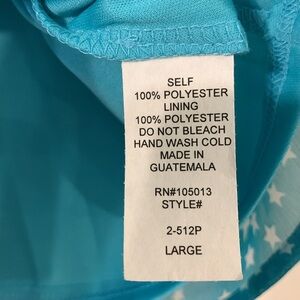 SELF
100% POLYESTER
LINING
100% POLYESTER
DO NOT BLEACH
HAND WASH COLD
MADE IN
GUATEMALA
RN#105013
STYLE#
2-512P
LARGE